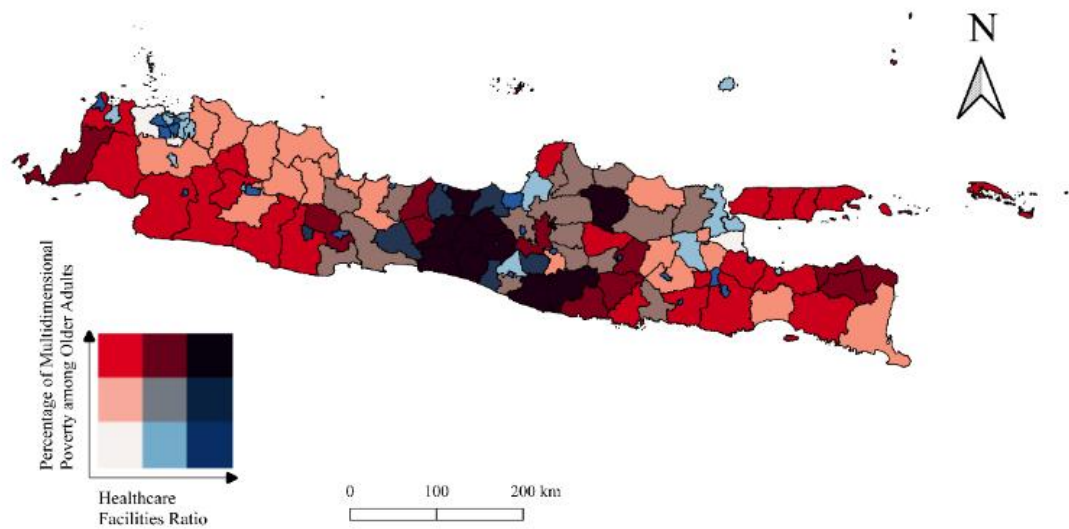 N
Percentage of Multidimensional
Poverty among Older Adults
Healthcare
Facilities Ratio
0 100 200 km